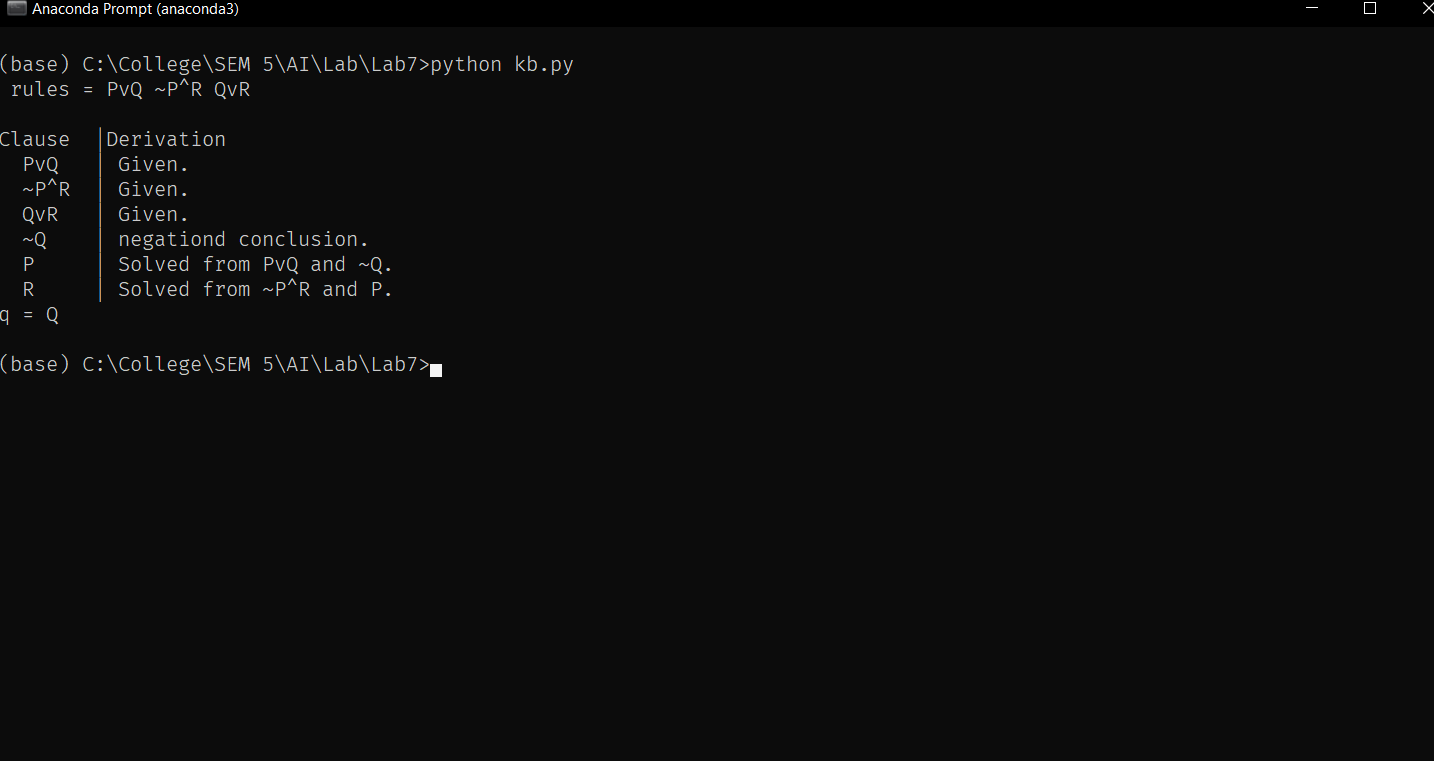 Anaconda Prompt (anaconda3)
(base) C:\College\SEM 5\AI\Lab\Lab7>python kb.py
rules = PvQ ~P^R QvR
Clause |Derivation
PvQ | Given.
~P^R | Given.
QvR | Given.
~Q | negationd conclusion.
P | Solved from PvQ and ~Q.
R | Solved from ~P^R and P.
q = Q
(base) C:\College\SEM 5\AI\Lab\Lab7>